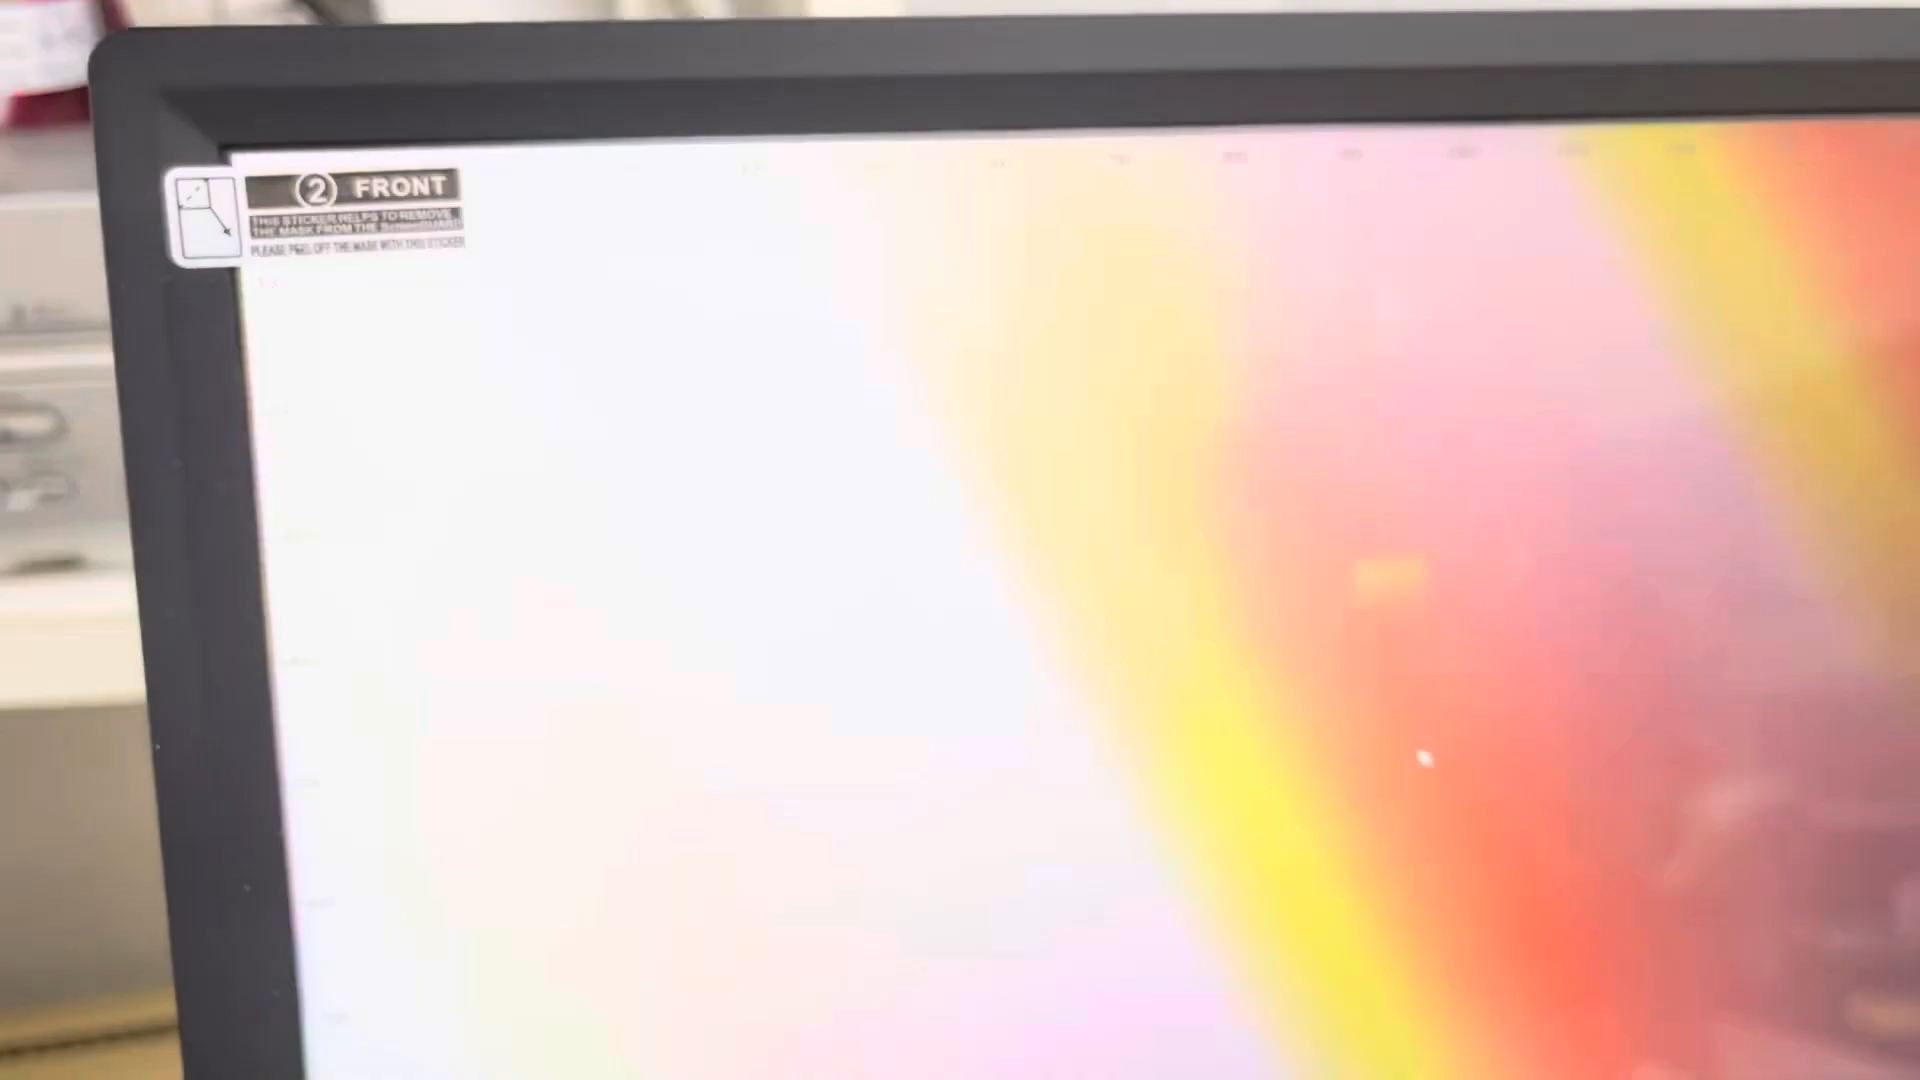 ② FRONT
THIS STICKER HELPS TO REMOVE
THE MASK FROM THE ScreenGUARD
PLEASE PEEL OFF THE MASK WITH THIS STICKER